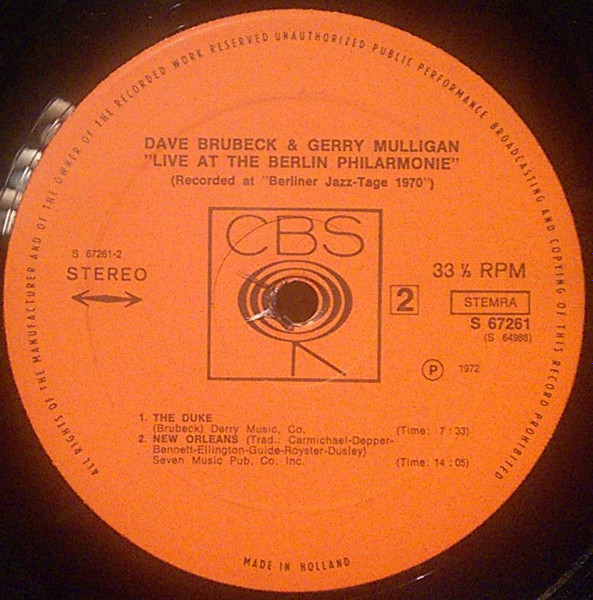 ALL RIGHTS OF THE MANUFACTURER AND OF THE OWNER OF THE RECORDED WORK RESERVED UNAUTHORIZED PUBLIC PERFORMANCE BROADCASTING AND COPYING OF THIS RECORD PROHIBITED
DAVE BRUBECK & GERRY MULLIGAN
"LIVE AT THE BERLIN PHILARMONIE"
(Recorded at "Berliner Jazz-Tage 1970")
CBS
S 67261-2
STEREO
33⅓ RPM
2
STEMRA
S 67261
(S 64988)
P 1972
1. THE DUKE
(Brubeck) Derry Music, Co. (Time: 7:33)
2. NEW ORLEANS (Trad.: Carmichael-Depper-
Bennett-Ellington-Guide-Royster-Dusley)
Seven Music Pub. Co. Inc. (Time: 14:05)
MADE IN HOLLAND